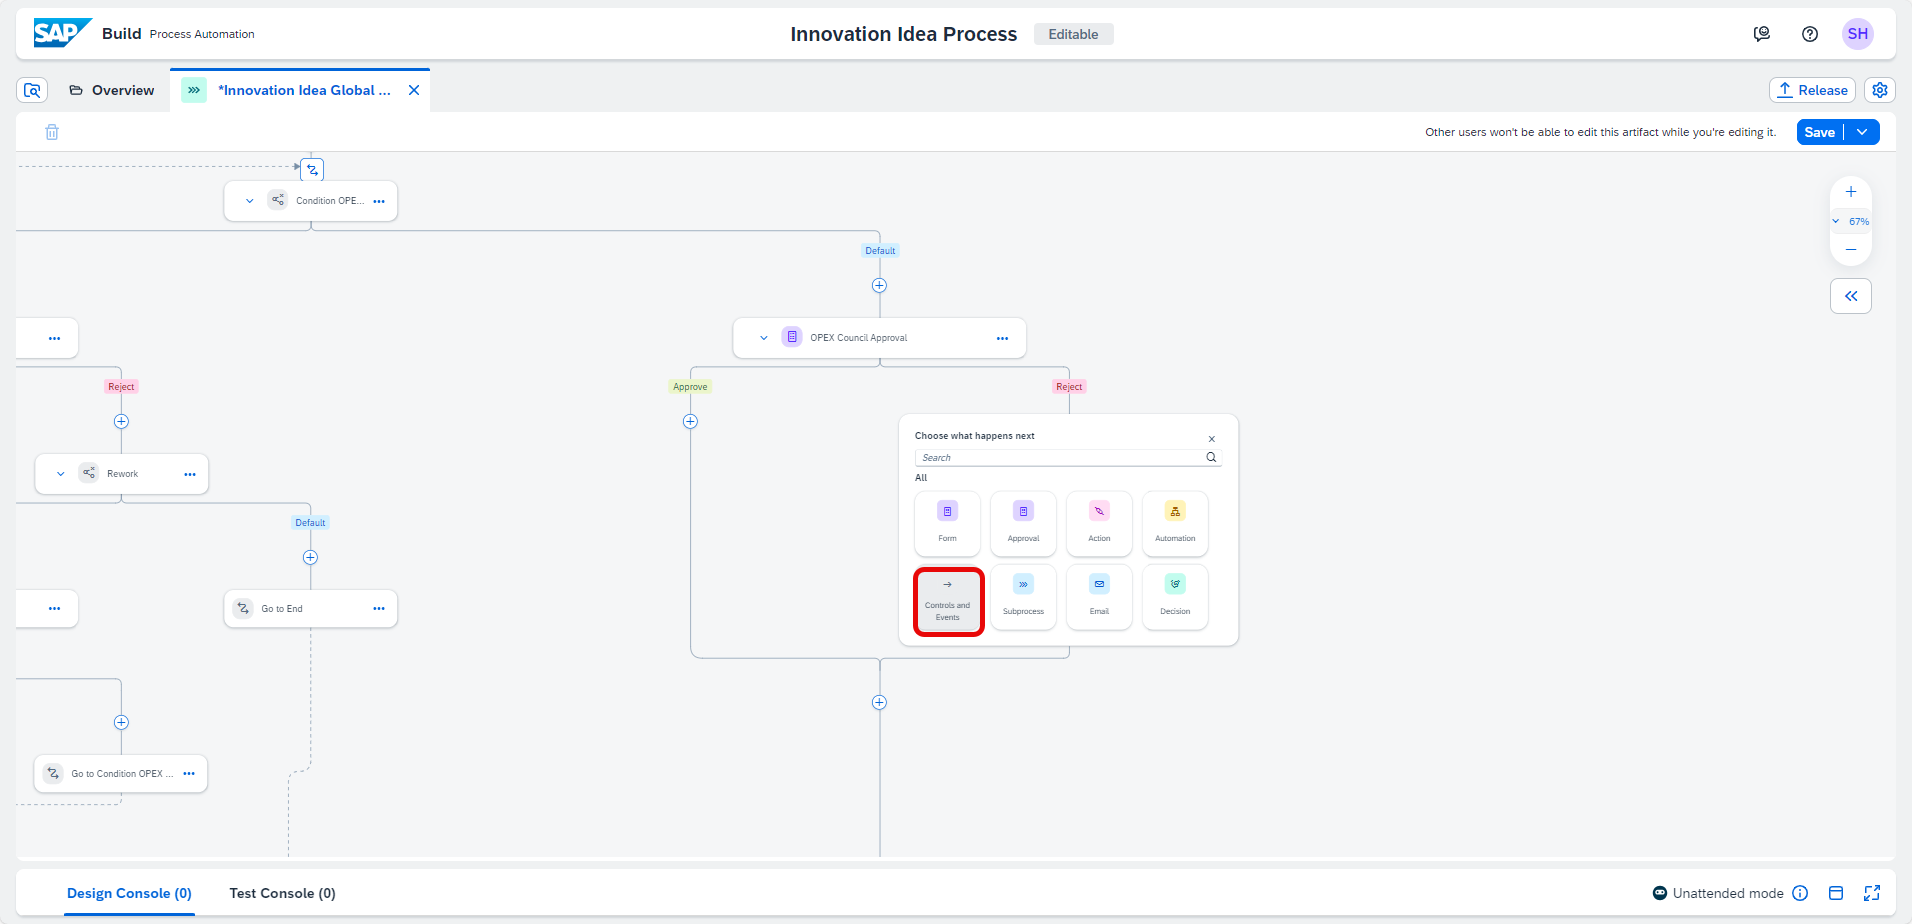 SAP Build Process Automation
Innovation Idea Process Editable
SH
Overview
*Innovation Idea Global ...
Release
Other users won't be able to edit this artifact while you're editing it.
Save
Condition OPE...
67%
Default
OPEX Council Approval
Reject
Approve
Reject
Choose what happens next
Search
All
Rework
Form
Approval
Action
Automation
Default
Go to End
Controls and
Events
Subprocess
Email
Decision
Go to Condition OPEX ...
Design Console (0)
Test Console (0)
Unattended mode